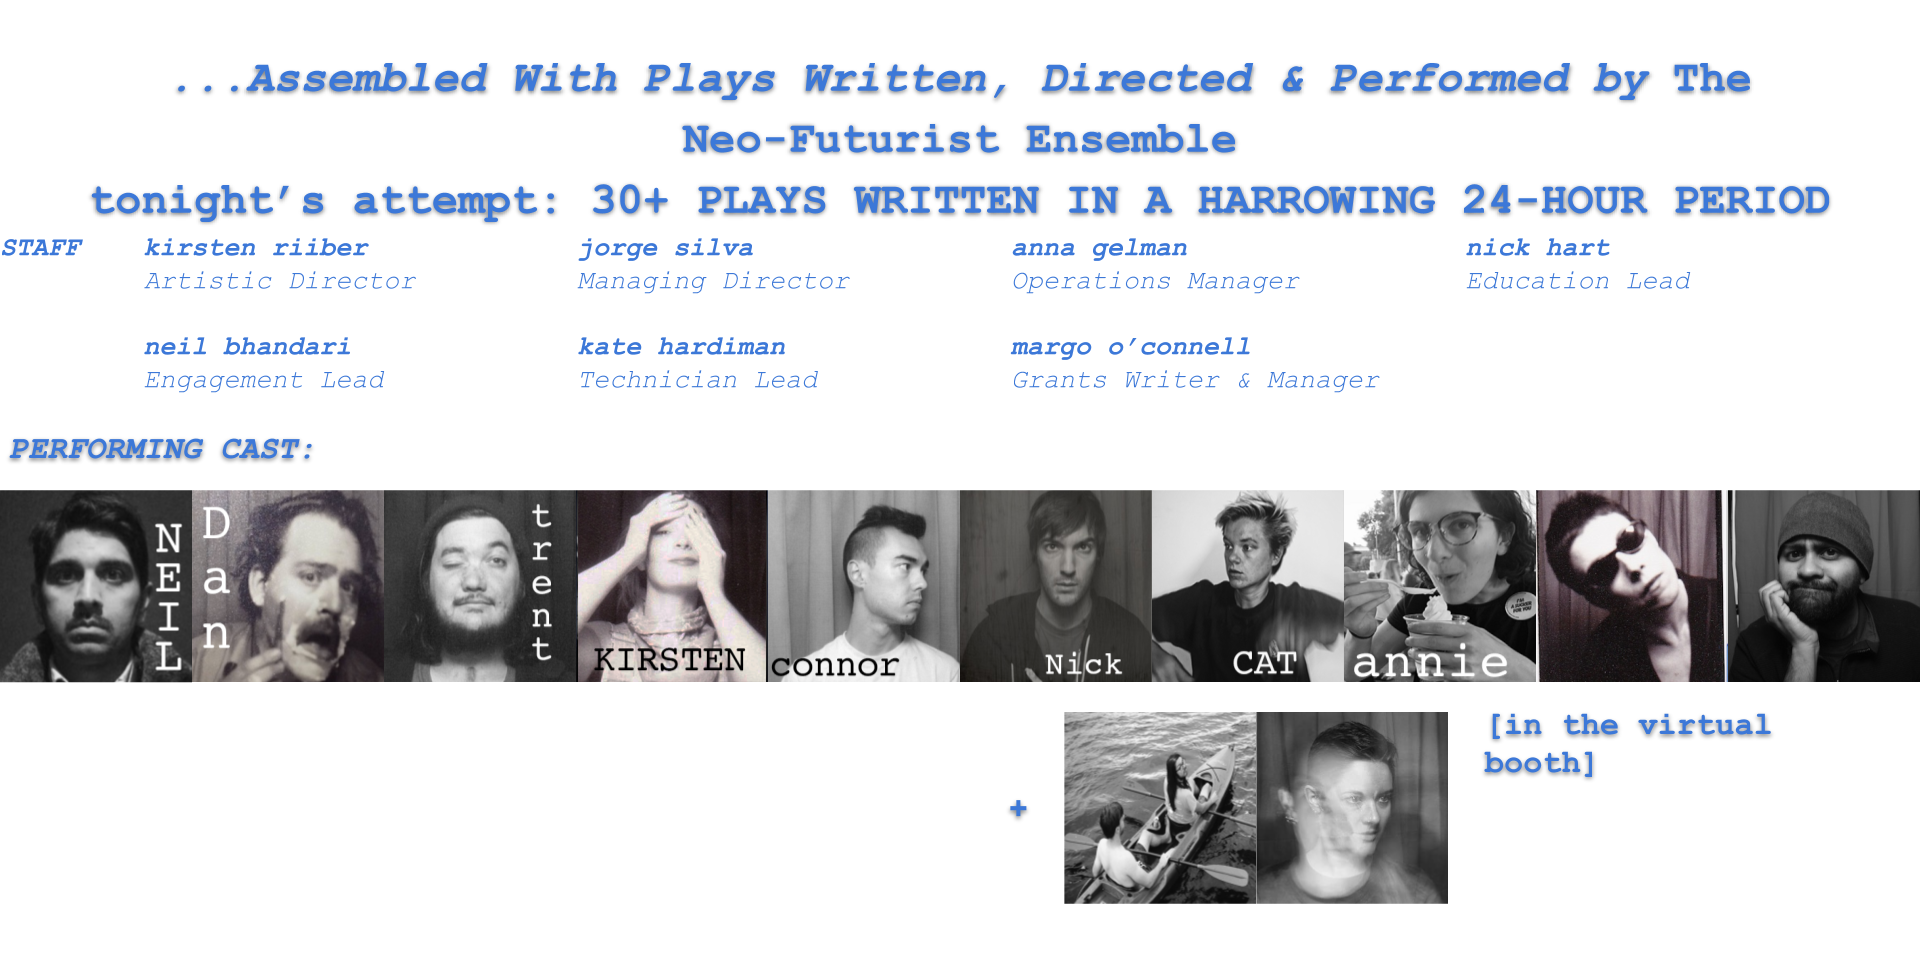 ...Assembled With Plays Written, Directed & Performed by The
Neo-Futurist Ensemble
tonight’s attempt: 30+ PLAYS WRITTEN IN A HARROWING 24-HOUR PERIOD
STAFF kirsten riiber jorge silva anna gelman nick hart
Artistic Director Managing Director Operations Manager Education Lead
neil bhandari kate hardiman margo o’connell
Engagement Lead Technician Lead Grants Writer & Manager
PERFORMING CAST:
NEIL
Dan
trent
KIRSTEN
connor
Nick
CAT
I'M A SUCKER FOR YOU
annie
[in the virtual
booth]
+